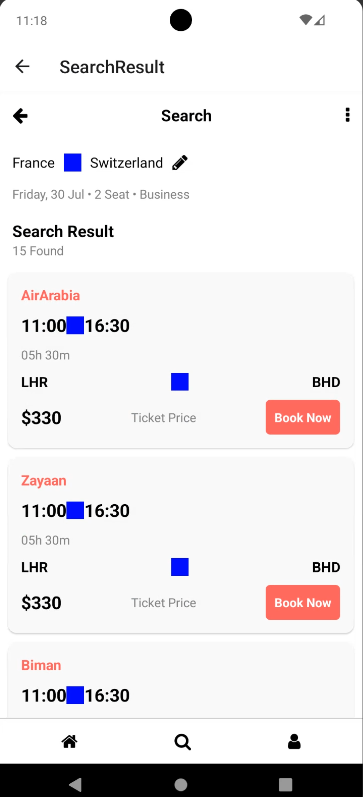 11:18
SearchResult
Search
France Switzerland
Friday, 30 Jul • 2 Seat • Business
Search Result
15 Found
AirArabia
11:00 16:30
05h 30m
LHR BHD
$330 Ticket Price Book Now
Zayaan
11:00 16:30
05h 30m
LHR BHD
$330 Ticket Price Book Now
Biman
11:00 16:30